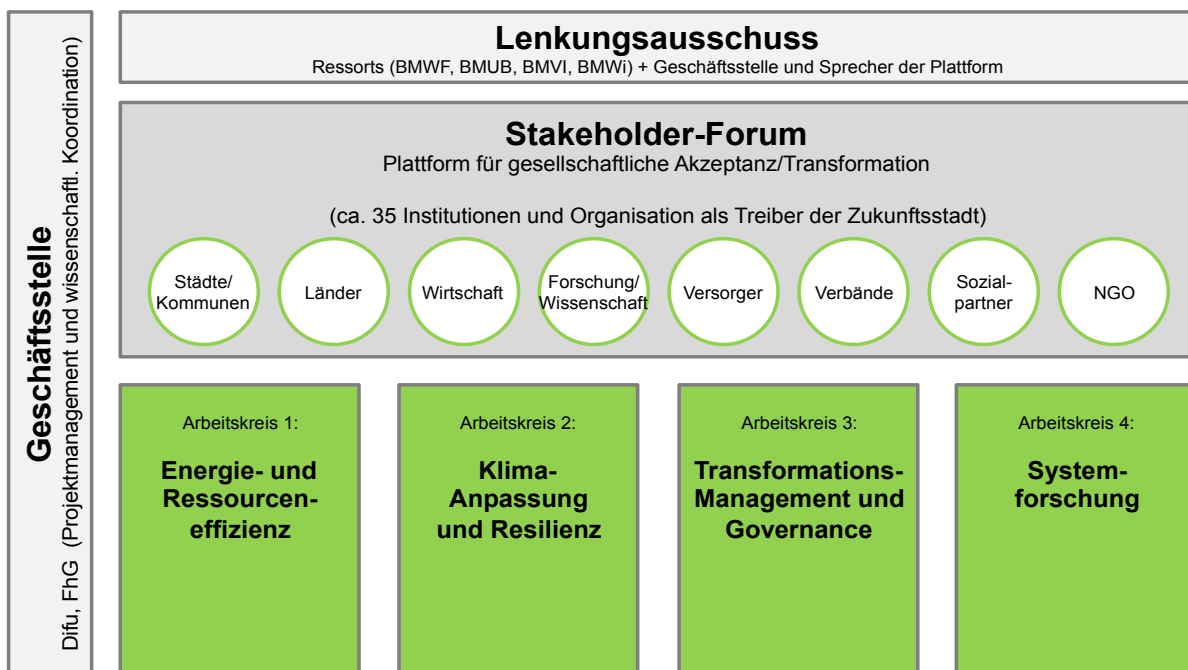 Geschäftsstelle
Difu, FhG (Projektmanagement und wissenschaftl. Koordination)
Lenkungsausschuss
Ressorts (BMWF, BMUB, BMVI, BMWi) + Geschäftsstelle und Sprecher der Plattform
Stakeholder-Forum
Plattform für gesellschaftliche Akzeptanz/Transformation
(ca. 35 Institutionen und Organisation als Treiber der Zukunftsstadt)
Städte/
Kommunen
Länder
Wirtschaft
Forschung/
Wissenschaft
Versorger
Verbände
Sozial-
partner
NGO
Arbeitskreis 1:
Energie- und
Ressourcen-
effizienz
Arbeitskreis 2:
Klima-
Anpassung
und Resilienz
Arbeitskreis 3:
Transformations-
Management und
Governance
Arbeitskreis 4:
System-
forschung